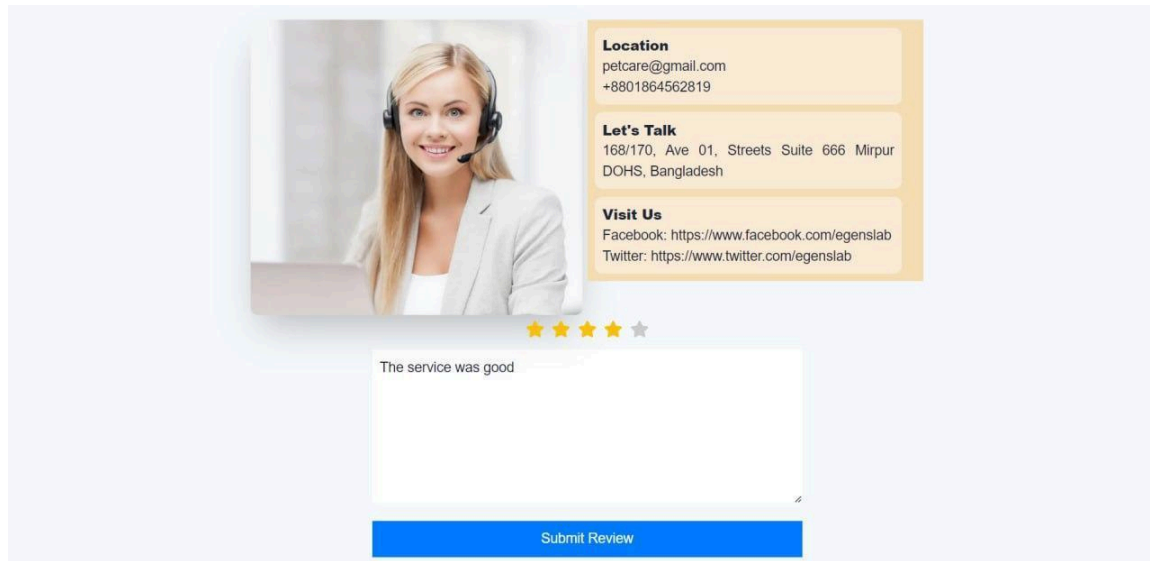 Location
petcare@gmail.com
+8801864562819
Let's Talk
168/170, Ave 01, Streets Suite 666 Mirpur
DOHS, Bangladesh
Visit Us
Facebook: https://www.facebook.com/egenslab
Twitter: https://www.twitter.com/egenslab
The service was good
Submit Review